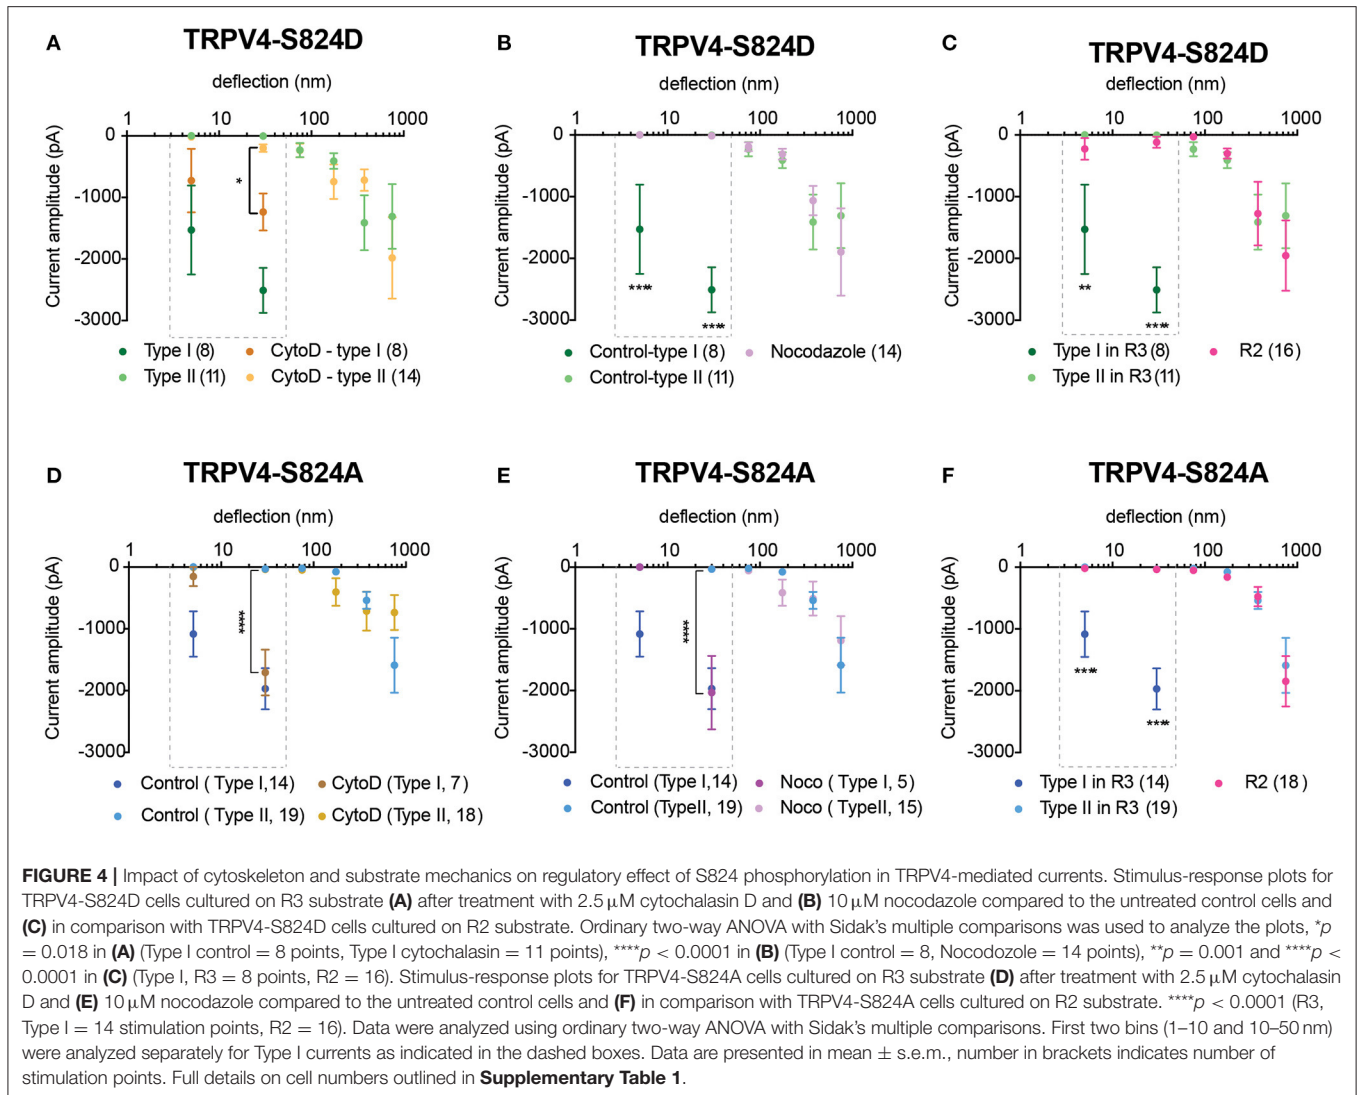 A
TRPV4-S824D
deflection (nm)
1 10 100 1000
Current amplitude (pA)
0
-1000
-2000
-3000
*
Type I (8)
CytoD - type I (8)
Type II (11)
CytoD - type II (14)
B
TRPV4-S824D
deflection (nm)
1 10 100 1000
Current amplitude (pA)
0
-1000
-2000
-3000
****
****
Control-type I (8)
Nocodazole (14)
Control-type II (11)
C
TRPV4-S824D
deflection (nm)
1 10 100 1000
Current amplitude (pA)
0
-1000
-2000
-3000
**
****
Type I in R3 (8)
R2 (16)
Type II in R3 (11)
D
TRPV4-S824A
deflection (nm)
1 10 100 1000
Current amplitude (pA)
0
-1000
-2000
-3000
****
Control ( Type I,14)
CytoD (Type I, 7)
Control ( Type II, 19)
CytoD (Type II, 18)
E
TRPV4-S824A
deflection (nm)
1 10 100 1000
Current amplitude (pA)
0
-1000
-2000
-3000
****
Control (Type I,14)
Noco ( Type I, 5)
Control (TypeII, 19)
Noco ( TypeII, 15)
F
TRPV4-S824A
deflection (nm)
1 10 100 1000
Current amplitude (pA)
0
-1000
-2000
-3000
****
****
Type I in R3 (14)
R2 (18)
Type II in R3 (19)
FIGURE 4 | Impact of cytoskeleton and substrate mechanics on regulatory effect of S824 phosphorylation in TRPV4-mediated currents. Stimulus-response plots for
TRPV4-S824D cells cultured on R3 substrate (A) after treatment with 2.5 μM cytochalasin D and (B) 10 μM nocodazole compared to the untreated control cells and
(C) in comparison with TRPV4-S824D cells cultured on R2 substrate. Ordinary two-way ANOVA with Sidak's multiple comparisons was used to analyze the plots, *p
= 0.018 in (A) (Type I control = 8 points, Type I cytochalasin = 11 points), ****p < 0.0001 in (B) (Type I control = 8, Nocodozole = 14 points), **p = 0.001 and ****p <
0.0001 in (C) (Type I, R3 = 8 points, R2 = 16). Stimulus-response plots for TRPV4-S824A cells cultured on R3 substrate (D) after treatment with 2.5 μM cytochalasin
D and (E) 10 μM nocodazole compared to the untreated control cells and (F) in comparison with TRPV4-S824A cells cultured on R2 substrate. ****p < 0.0001 (R3,
Type I = 14 stimulation points, R2 = 16). Data were analyzed using ordinary two-way ANOVA with Sidak's multiple comparisons. First two bins (1–10 and 10–50 nm)
were analyzed separately for Type I currents as indicated in the dashed boxes. Data are presented in mean ± s.e.m., number in brackets indicates number of
stimulation points. Full details on cell numbers outlined in Supplementary Table 1.